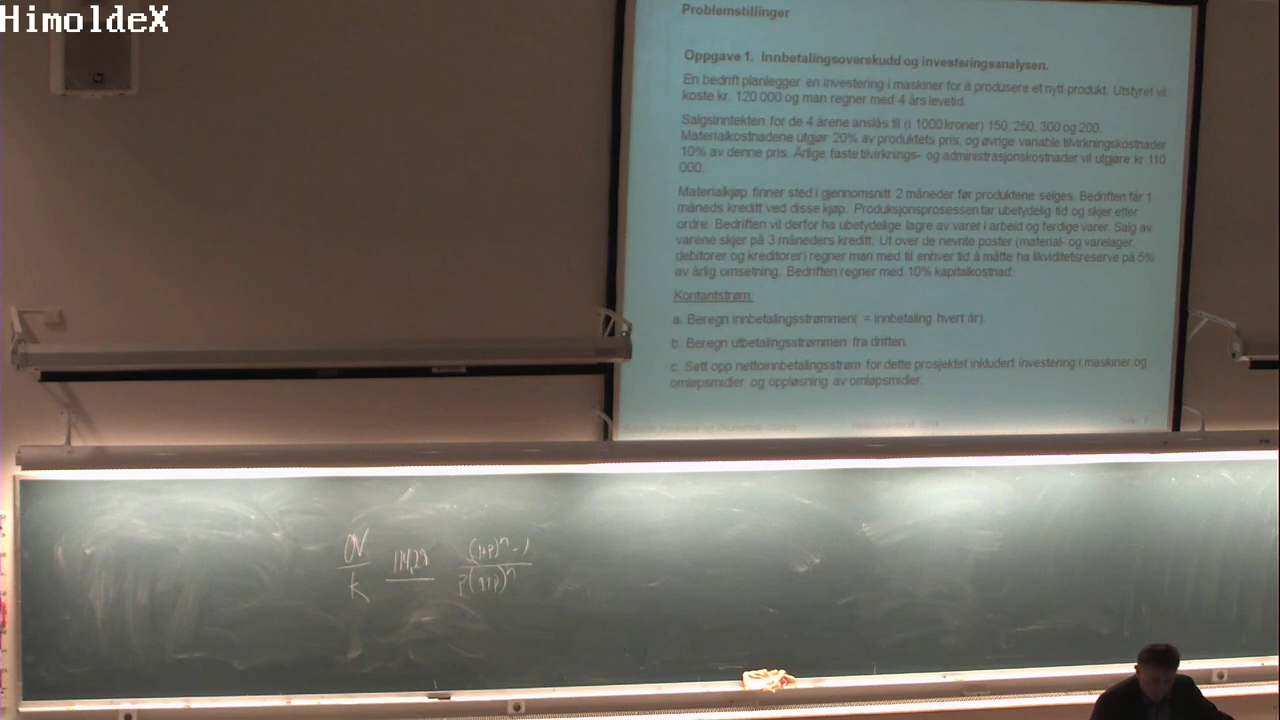 HimoldeX
Problemstillinger
Oppgave 1. Innbetalingsoverskudd og investeringsanalysen.
En bedrift planlegger en investering i maskiner for å produsere et nytt produkt. Utstyret vil
koste kr. 120 000 og man regner med 4 års levetid.
Salgsinntekten for de 4 årene anslås til (i 1000 kroner) 150, 250, 300 og 200.
Materialkostnadene utgjør 20% av produktets pris, og øvrige variable tilvirkningskostnader
10% av denne pris. Årlige faste tilvirknings- og administrasjonskostnader vil utgjøre kr 110
000.
Materialkjøp finner sted i gjennomsnitt 2 måneder før produktene selges. Bedriften får 1
måneds kreditt ved disse kjøp. Produksjonsprosessen tar ubetydelig tid og skjer etter
ordre. Bedriften vil derfor ha ubetydelige lagre av varer i arbeid og ferdige varer. Salg av
varene skjer på 3 måneders kreditt. Ut over de nevnte poster (material- og varelager,
debitorer og kreditorer) regner man med til enhver tid å måtte ha likviditetsreserve på 5%
av årlig omsetning. Bedriften regner med 10% kapitalkostnad.
Kontantstrøm:
a. Beregn innbetalingsstrømmen( = innbetaling hvert år)
b. Beregn utbetalingsstrømmen fra driften.
c. Sett opp nettoinnbetalingsstrøm for dette prosjektet inkludert investering i maskiner og
omløpsmidler og oppløsning av omløpsmidler.
114,29 (1+p)^n - 1
k